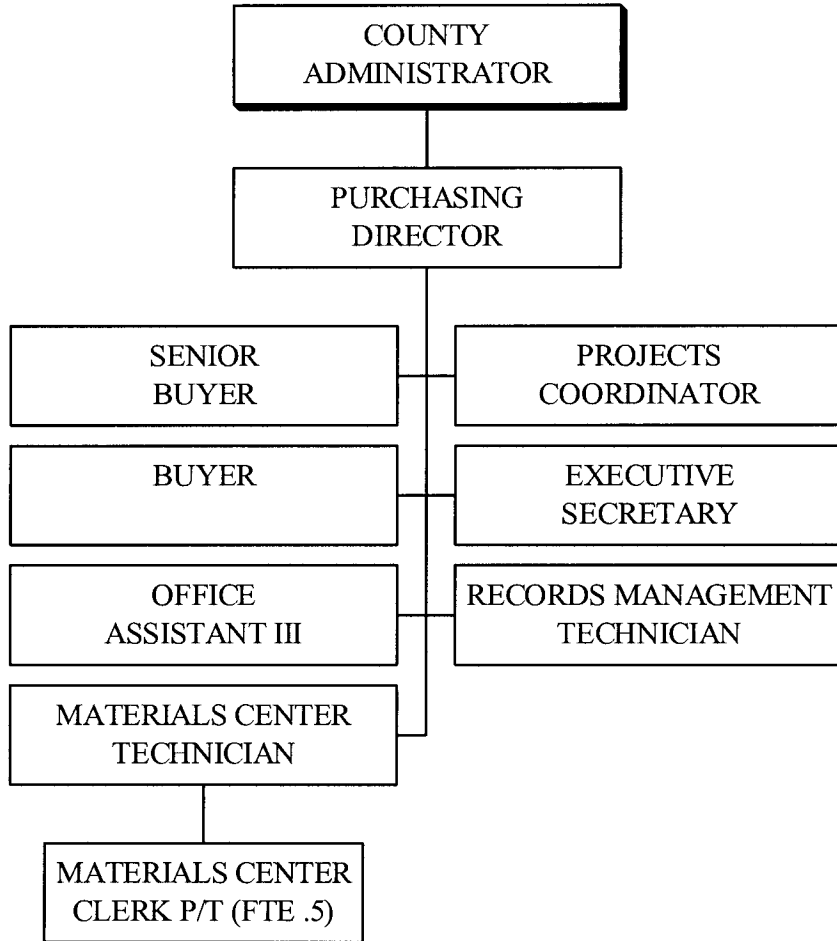 COUNTY
ADMINISTRATOR
PURCHASING
DIRECTOR
SENIOR
BUYER
PROJECTS
COORDINATOR
BUYER
EXECUTIVE
SECRETARY
OFFICE
ASSISTANT III
RECORDS MANAGEMENT
TECHNICIAN
MATERIALS CENTER
TECHNICIAN
MATERIALS CENTER
CLERK P/T (FTE .5)